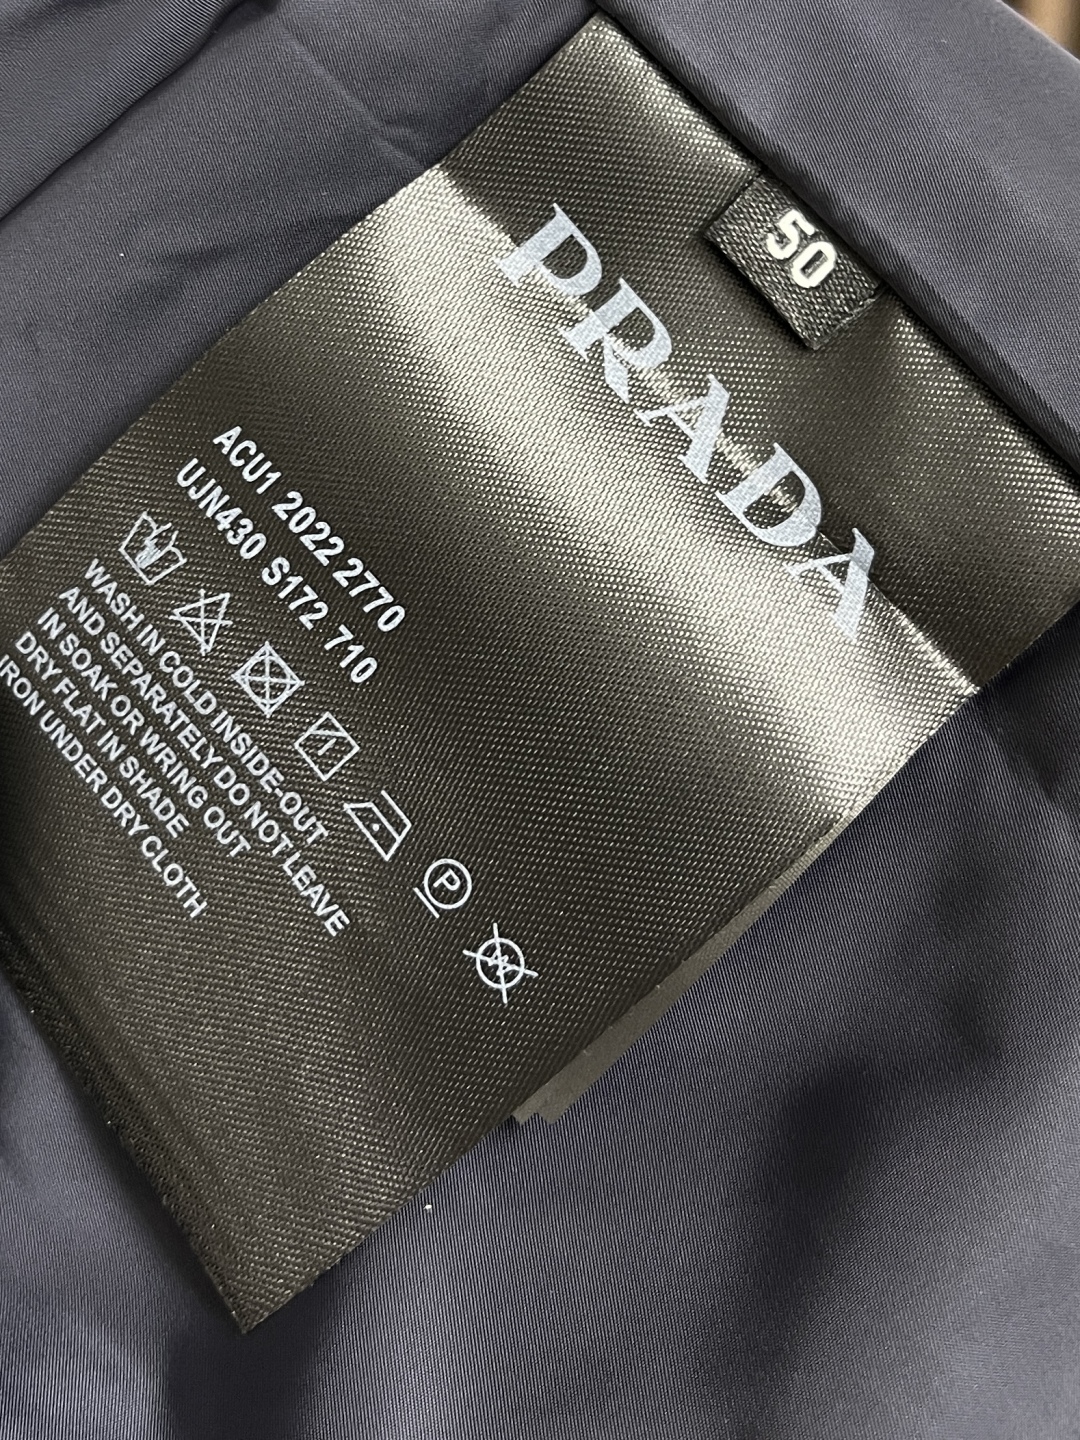 50
PRADA
ACU1 2022 2770
UJN430 S172 710
P
WASH IN COLD INSIDE-OUT
AND SEPARATELY DO NOT LEAVE
IN SOAK OR WRING OUT
DRY FLAT IN SHADE
IRON UNDER DRY CLOTH